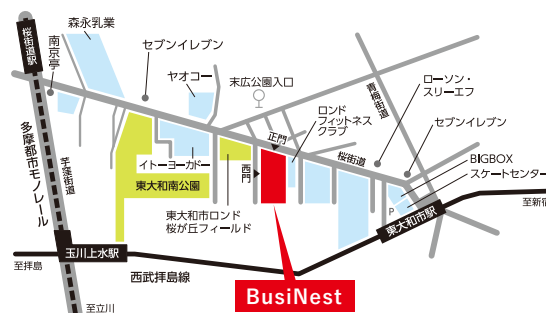 森永乳業
桜街道駅
南京亭
セブンイレブン
ヤオコー
末広公園入口
青梅街道
ローソン・
スリーエフ
ロンド
フィットネス
クラブ
セブンイレブン
正門
桜街道
BIGBOX
スケートセンター
イトーヨーカドー
西門
東大和南公園
多摩都市モノレール
芋窪街道
東大和市ロンド
桜が丘フィールド
P
東大和市駅
至新宿
玉川上水駅
至拝島
西武拝島線
BusiNest
至立川